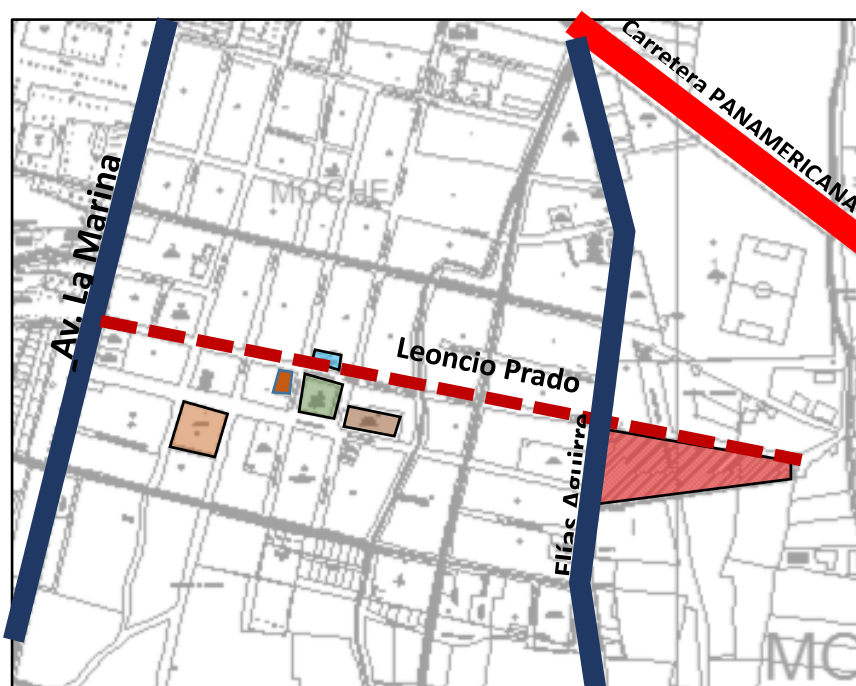 Carretera PANAMERICANA
MOCHE
Av. La Marina
Leoncio Prado
Elías Aguirre
MO